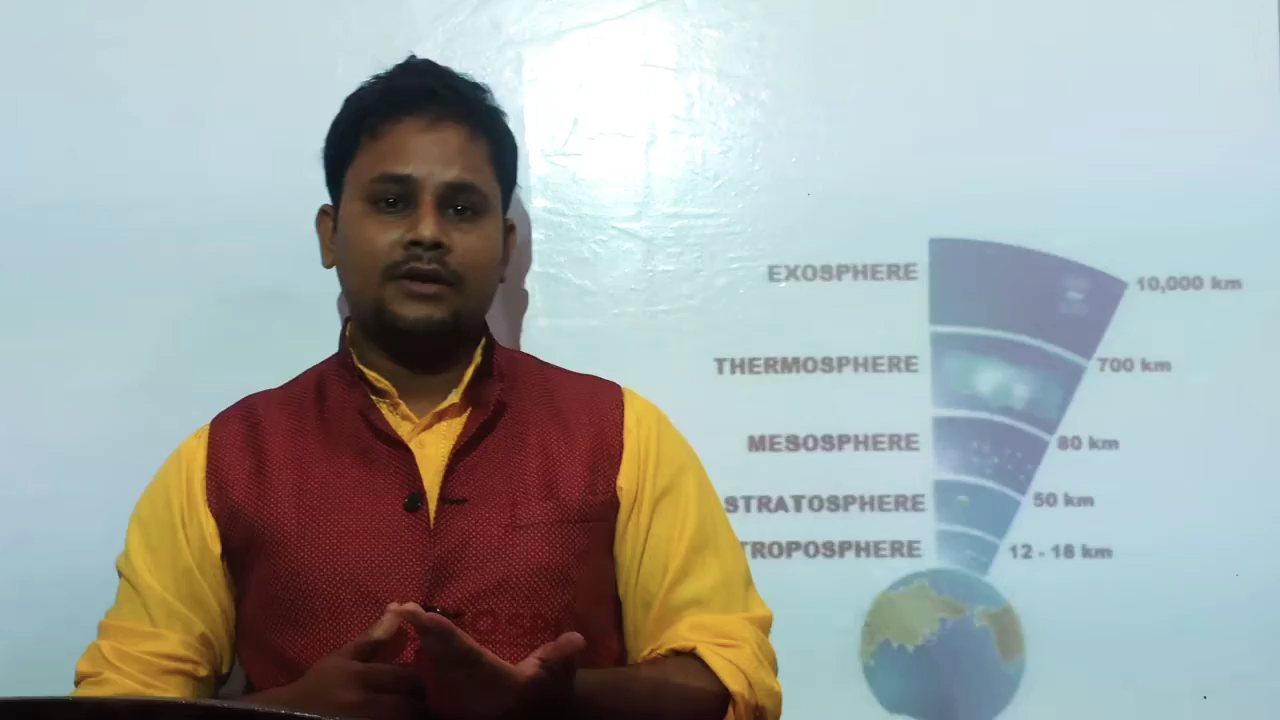 EXOSPHERE 10,000 km
THERMOSPHERE 700 km
MESOSPHERE 80 km
STRATOSPHERE 50 km
TROPOSPHERE 12 - 18 km